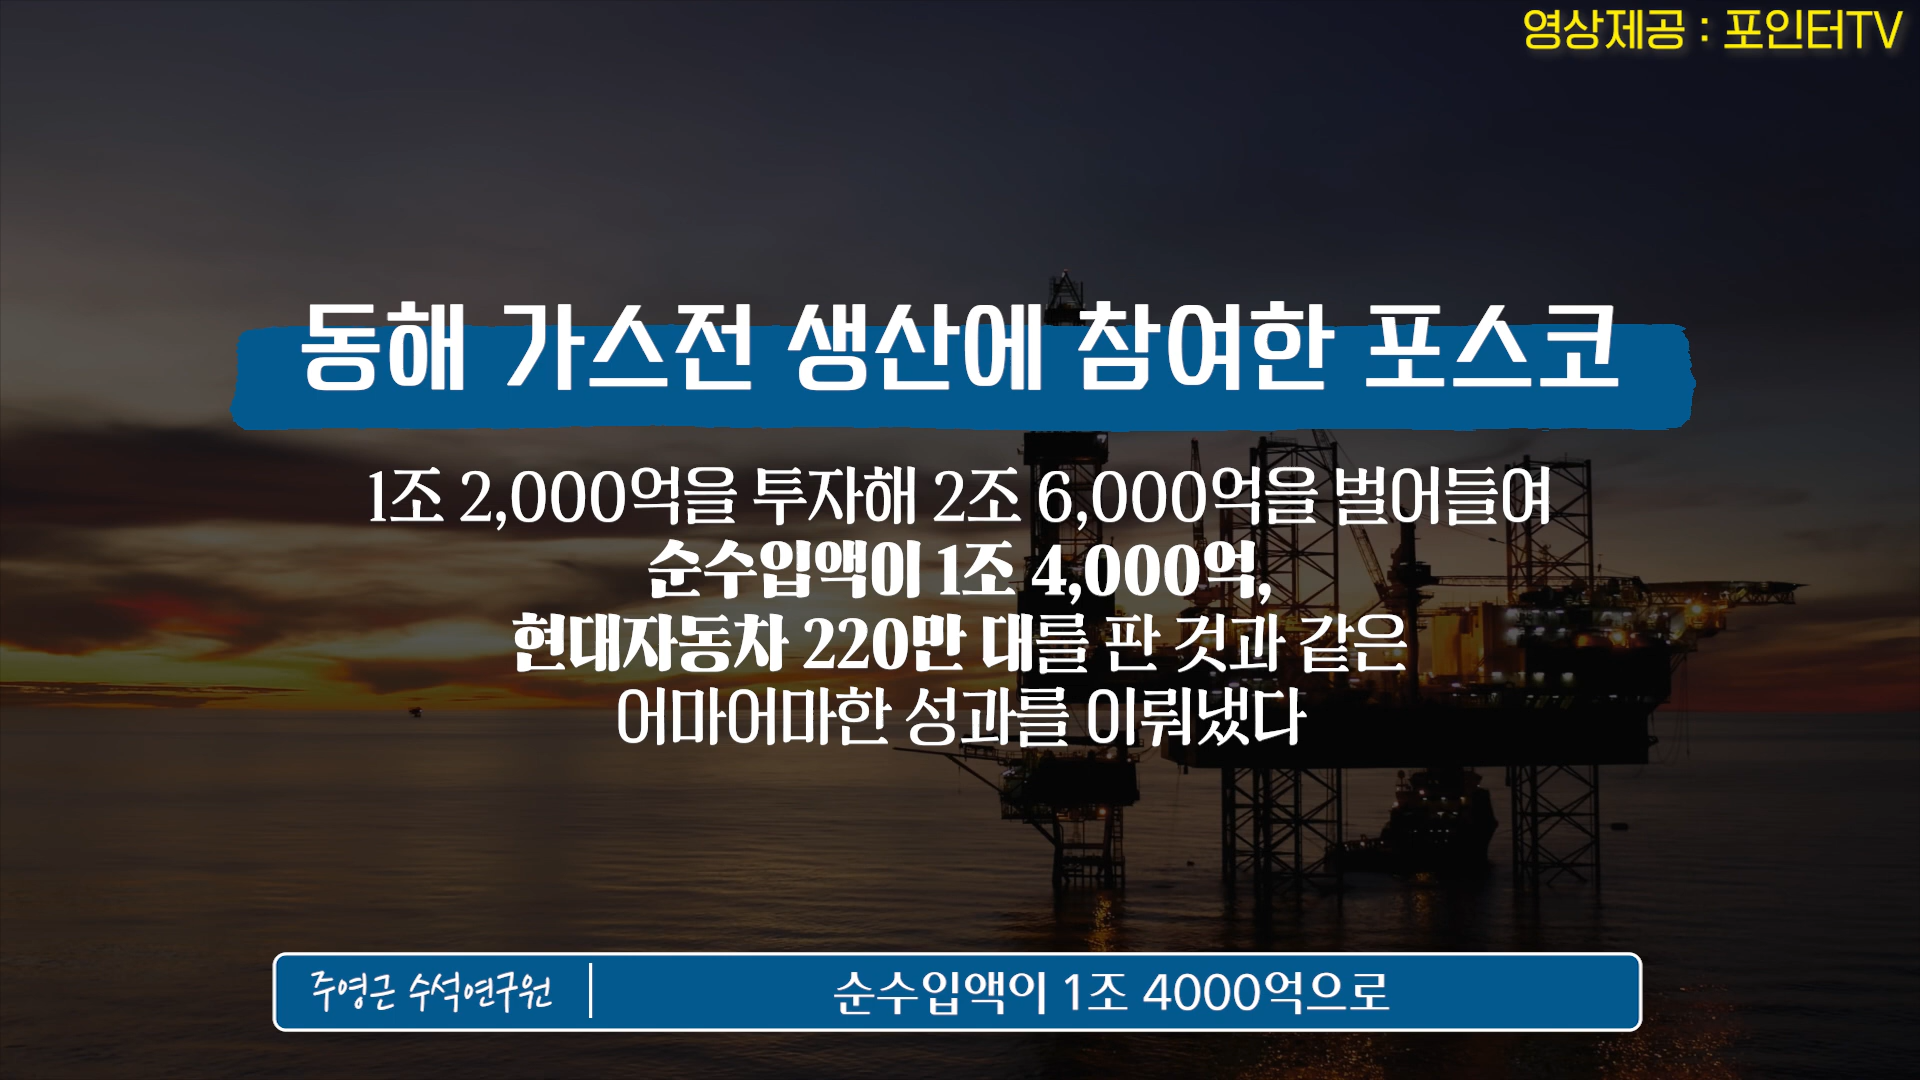 영상제공 : 포인터TV
동해 가스전 생산에 참여한 포스코
1조 2,000억을 투자해 2조 6,000억을 벌어들여
순수입액이 1조 4,000억,
현대자동차 220만 대를 판 것과 같은
어마어마한 성과를 이뤄냈다
주영근 수석연구원
순수입액이 1조 4000억으로